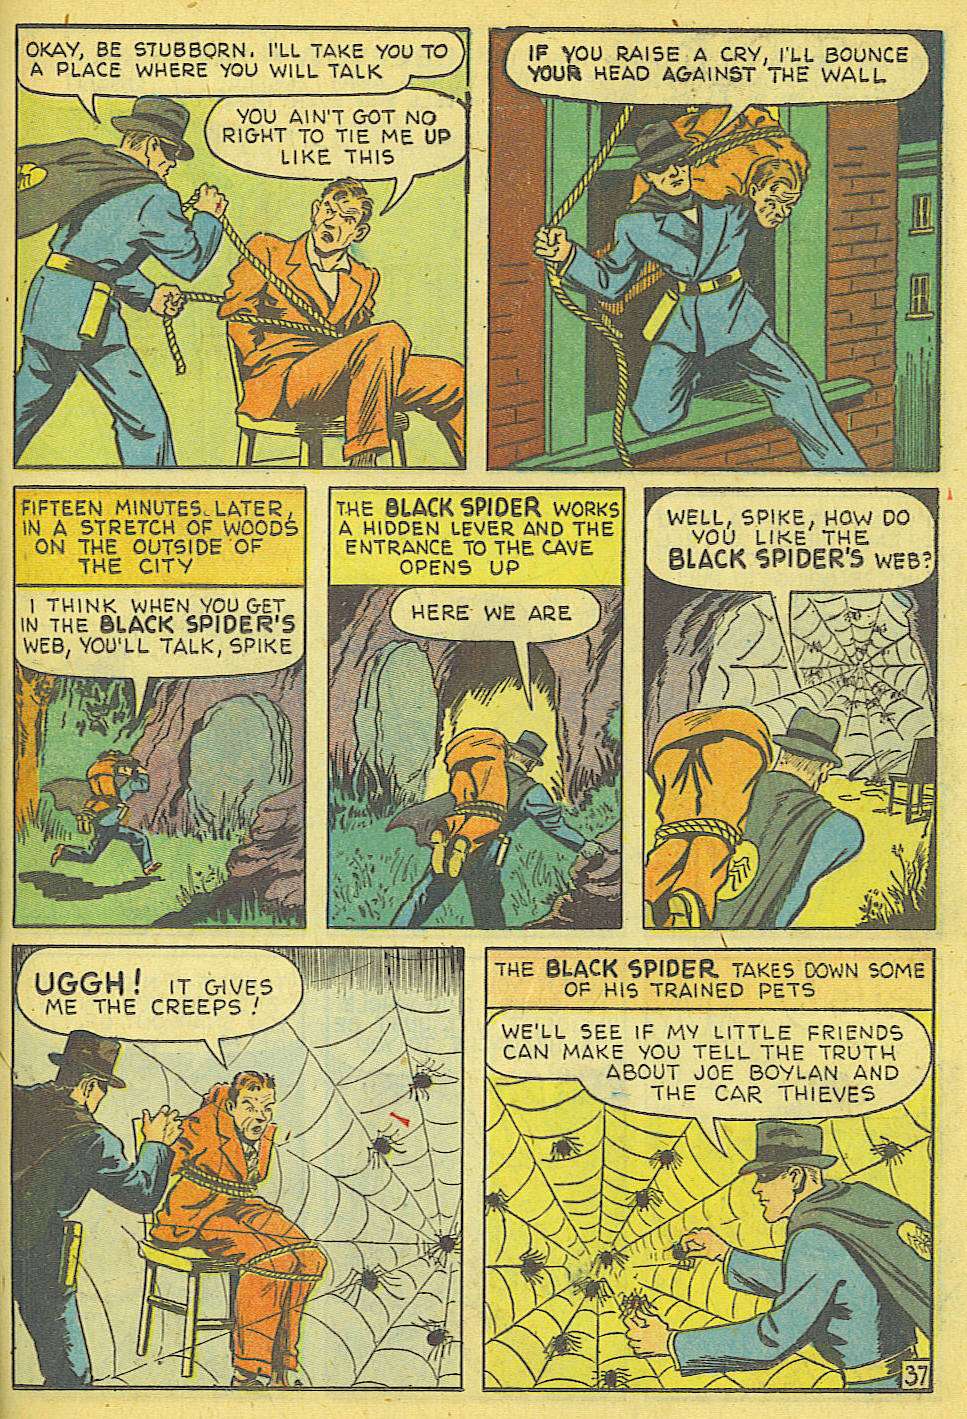 OKAY, BE STUBBORN. I'LL TAKE YOU TO
A PLACE WHERE YOU WILL TALK
YOU AIN'T GOT NO
RIGHT TO TIE ME UP
LIKE THIS
IF YOU RAISE A CRY, I'LL BOUNCE
YOUR HEAD AGAINST THE WALL
FIFTEEN MINUTES LATER,
IN A STRETCH OF WOODS
ON THE OUTSIDE OF
THE CITY
I THINK WHEN YOU GET
IN THE BLACK SPIDER'S
WEB, YOU'LL TALK, SPIKE
THE BLACK SPIDER WORKS
A HIDDEN LEVER AND THE
ENTRANCE TO THE CAVE
OPENS UP
HERE WE ARE
WELL, SPIKE, HOW DO
YOU LIKE THE
BLACK SPIDER'S WEB?
UGGH! IT GIVES
ME THE CREEPS!
THE BLACK SPIDER TAKES DOWN SOME
OF HIS TRAINED PETS
WE'LL SEE IF MY LITTLE FRIENDS
CAN MAKE YOU TELL THE TRUTH
ABOUT JOE BOYLAN AND
THE CAR THIEVES
37